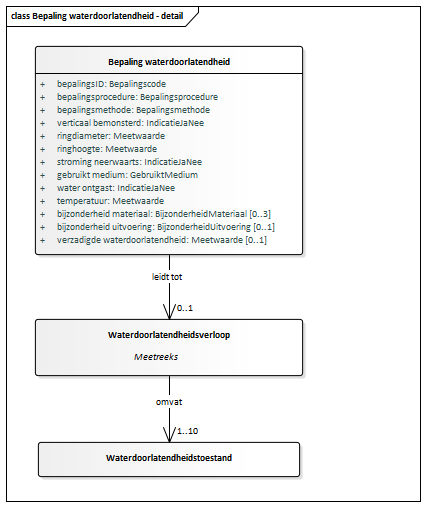 class Bepaling waterdoorlatendheid - detail
Bepaling waterdoorlatendheid
+ bepalingsID: Bepalingscode
+ bepalingsprocedure: Bepalingsprocedure
+ bepalingsmethode: Bepalingsmethode
+ verticaal bemonsterd: IndicatieJaNee
+ ringdiameter: Meetwaarde
+ ringhoogte: Meetwaarde
+ stroming neerwaarts: IndicatieJaNee
+ gebruikt medium: GebruiktMedium
+ water ontgast: IndicatieJaNee
+ temperatuur: Meetwaarde
+ bijzonderheid materiaal: BijzonderheidMateriaal [0..3]
+ bijzonderheid uitvoering: BijzonderheidUitvoering [0..1]
+ verzadigde waterdoorlatendheid: Meetwaarde [0..1]
leidt tot
0..1
Waterdoorlatendheidsverloop
Meetreeks
omvat
1..10
Waterdoorlatendheidstoestand